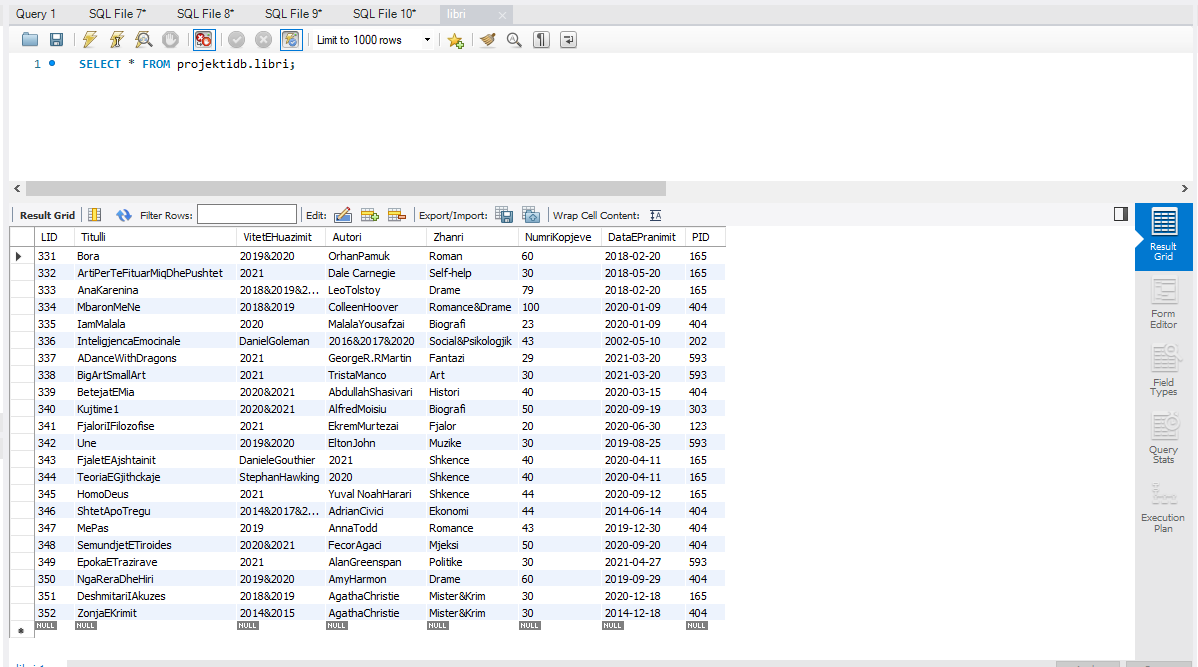 Query 1 SQL File 7* SQL File 8* SQL File 9* SQL File 10* libri
Limit to 1000 rows
1 SELECT * FROM projektidb.libri;
Result Grid Filter Rows: Edit: Export/Import: Wrap Cell Content:
LID Titulli VitetEHuazimit Autori Zhanri NumriKopjeve DataEPranimit PID
331 Bora 2019&2020 OrhanPamuk Roman 60 2018-02-20 165
332 ArtiPerTeFituarMiqDhePushtet 2021 Dale Carnegie Self-help 30 2018-05-20 165
333 AnaKarenina 2018&2019&2... LeoTolstoy Drame 79 2018-02-20 165
334 MbaronMeNe 2018&2019 ColleenHoover Romance&Drame 100 2020-01-09 404
335 IamMalala 2020 MalalaYousafzai Biografi 23 2020-01-09 404
336 InteligjencaEmocinale DanielGoleman 2016&2017&2020 Social&Psikologjik 43 2002-05-10 202
337 ADanceWithDragons 2021 GeorgeR.RMartin Fantazi 29 2021-03-20 593
338 BigArtSmallArt 2021 TristaManco Art 30 2021-03-20 593
339 BetejatEMia 2020&2021 AbdullahShasivari Histori 40 2020-03-15 404
340 Kujtime1 2020&2021 AlfredMoisiu Biografi 50 2020-09-19 303
341 FjaloriIFilozofise 2021 EkremMurtezai Fjalor 20 2020-06-30 123
342 Une 2019&2020 EltonJohn Muzike 30 2019-08-25 593
343 FjaletEAjshtainit DanieleGouthier 2021 Shkence 40 2020-04-11 165
344 TeoriaEGjithckaje StephanHawking 2020 Shkence 40 2020-04-11 165
345 HomoDeus 2021 Yuval NoahHarari Shkence 44 2020-09-12 165
346 ShtetApoTregu 2014&2017&2... AdrianCivici Ekonomi 44 2014-06-14 404
347 MePas 2019 AnnaTodd Romance 43 2019-12-30 404
348 SemundjetETiroides 2020&2021 FecorAgaci Mjeksi 50 2020-09-20 404
349 EpokaETrazirave 2021 AlanGreenspan Politike 30 2021-04-27 593
350 NgaReraDheHiri 2019&2020 AmyHarmon Drame 60 2019-09-29 404
351 DeshmitariIAkuzes 2018&2019 AgathaChristie Mister&Krim 30 2020-12-18 165
352 ZonjaEKrimit 2014&2015 AgathaChristie Mister&Krim 30 2014-12-18 404
NULL NULL NULL NULL NULL NULL NULL NULL
Result
Grid
Form
Editor
Field
Types
Query
Stats
Execution
Plan